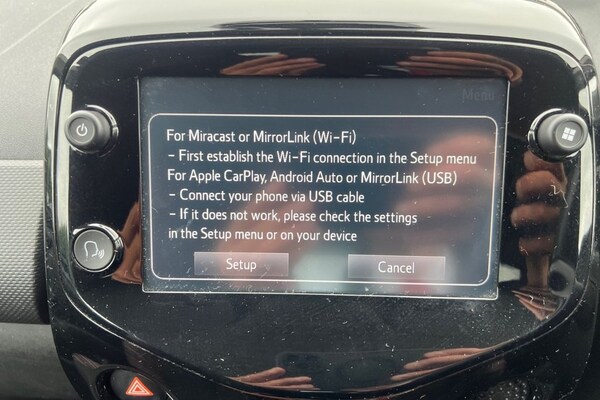 Menu
For Miracast or MirrorLink (Wi-Fi)
- First establish the Wi-Fi connection in the Setup menu
For Apple CarPlay, Android Auto or MirrorLink (USB)
- Connect your phone via USB cable
- If it does not work, please check the settings
in the Setup menu or on your device
Setup Cancel